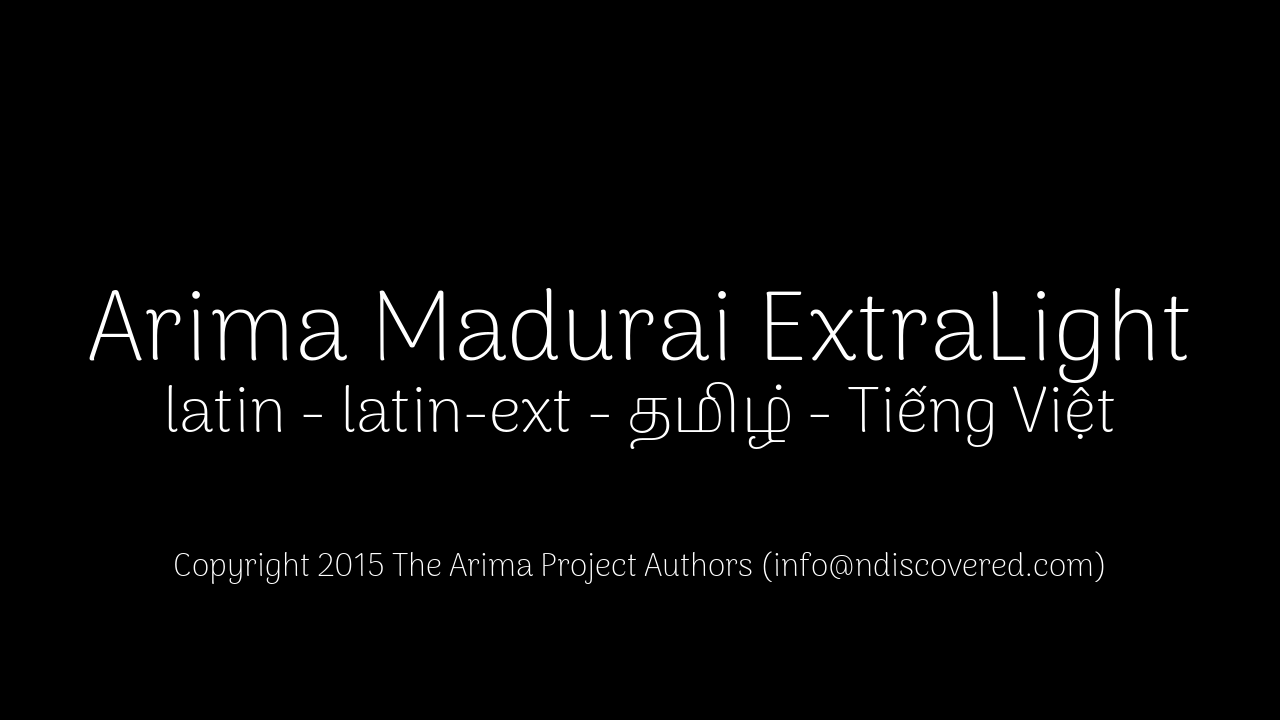 Arima Madurai ExtraLight
latin - latin-ext - தமிழ் - Tiếng Việt
Copyright 2015 The Arima Project Authors (info@ndiscovered.com)